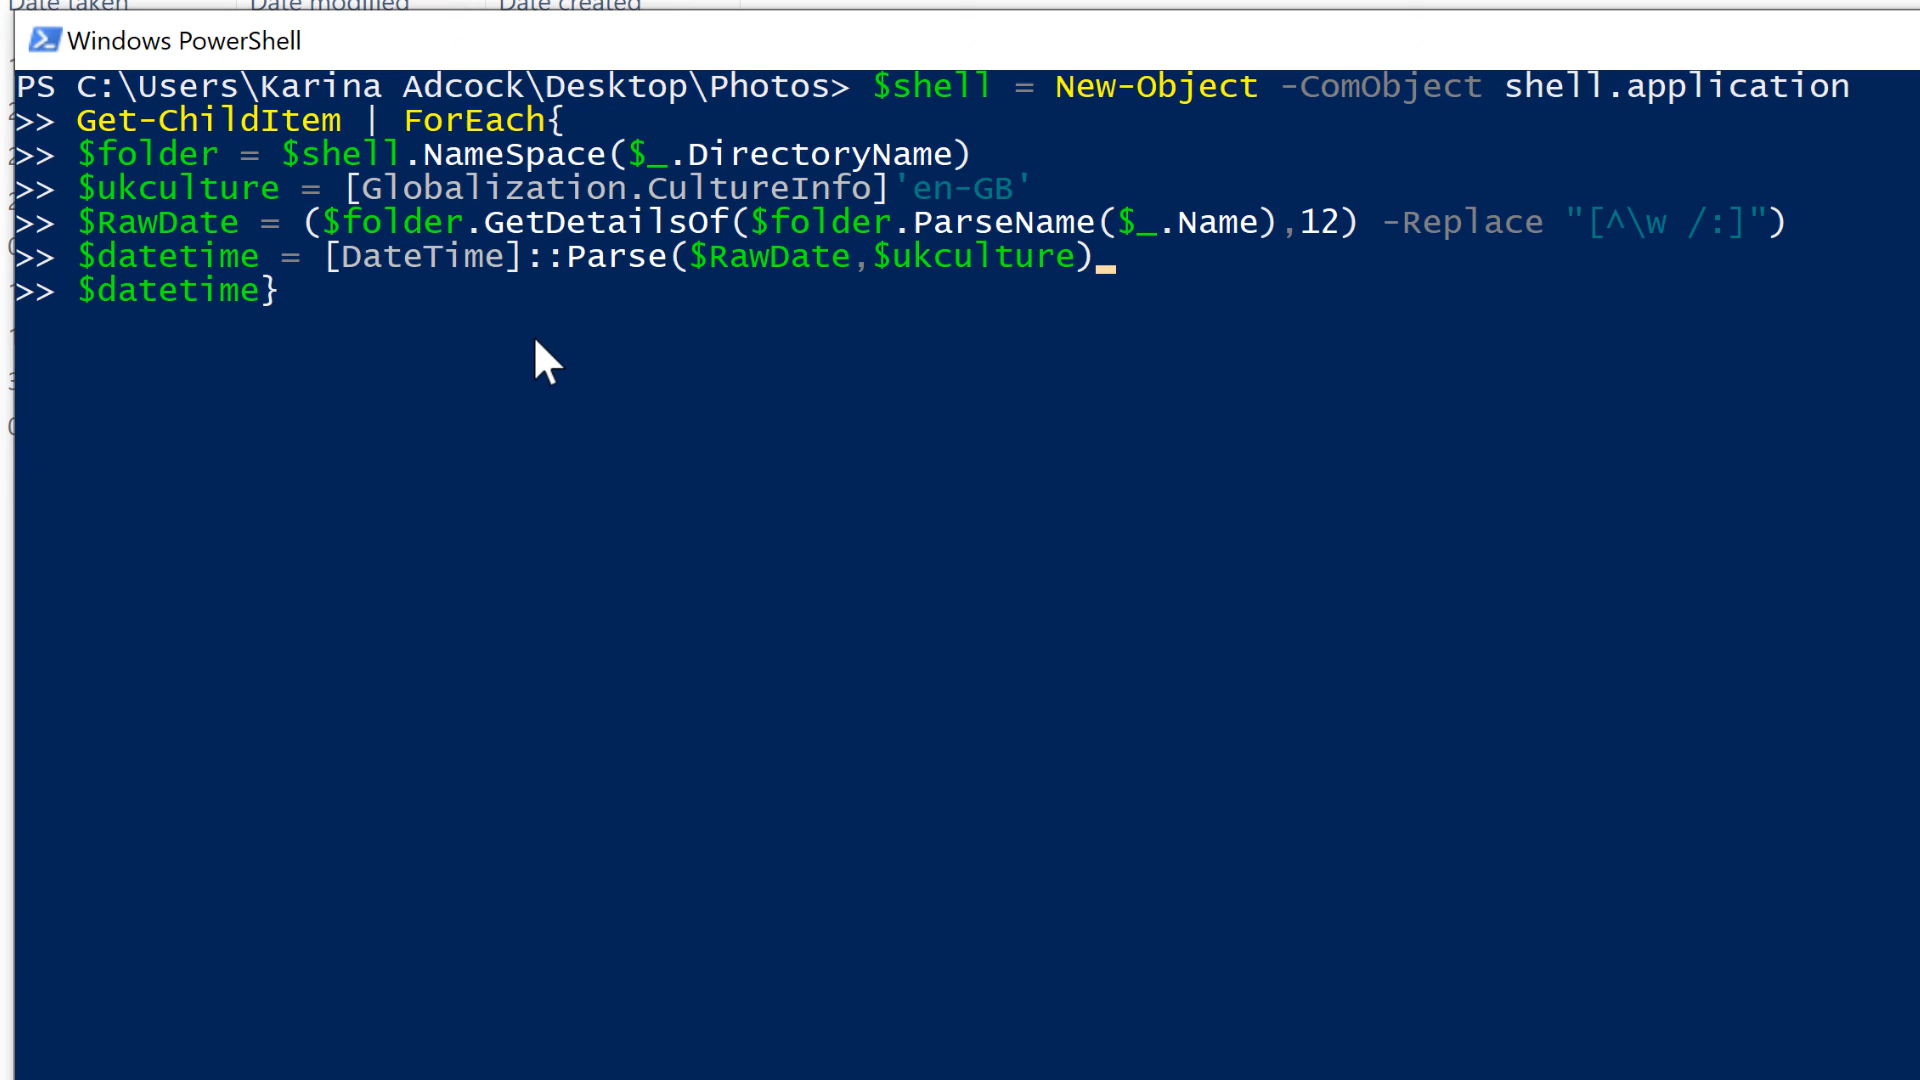 Date taken Date modified Date created
Windows PowerShell
PS C:\Users\Karina Adcock\Desktop\Photos> $shell = New-Object -ComObject shell.application
>> Get-ChildItem | ForEach{
>> $folder = $shell.NameSpace($_.DirectoryName)
>> $ukculture = [Globalization.CultureInfo]'en-GB'
>> $RawDate = ($folder.GetDetailsOf($folder.ParseName($_.Name),12) -Replace "[^\w /:]")
>> $datetime = [DateTime]::Parse($RawDate,$ukculture)
>> $datetime}